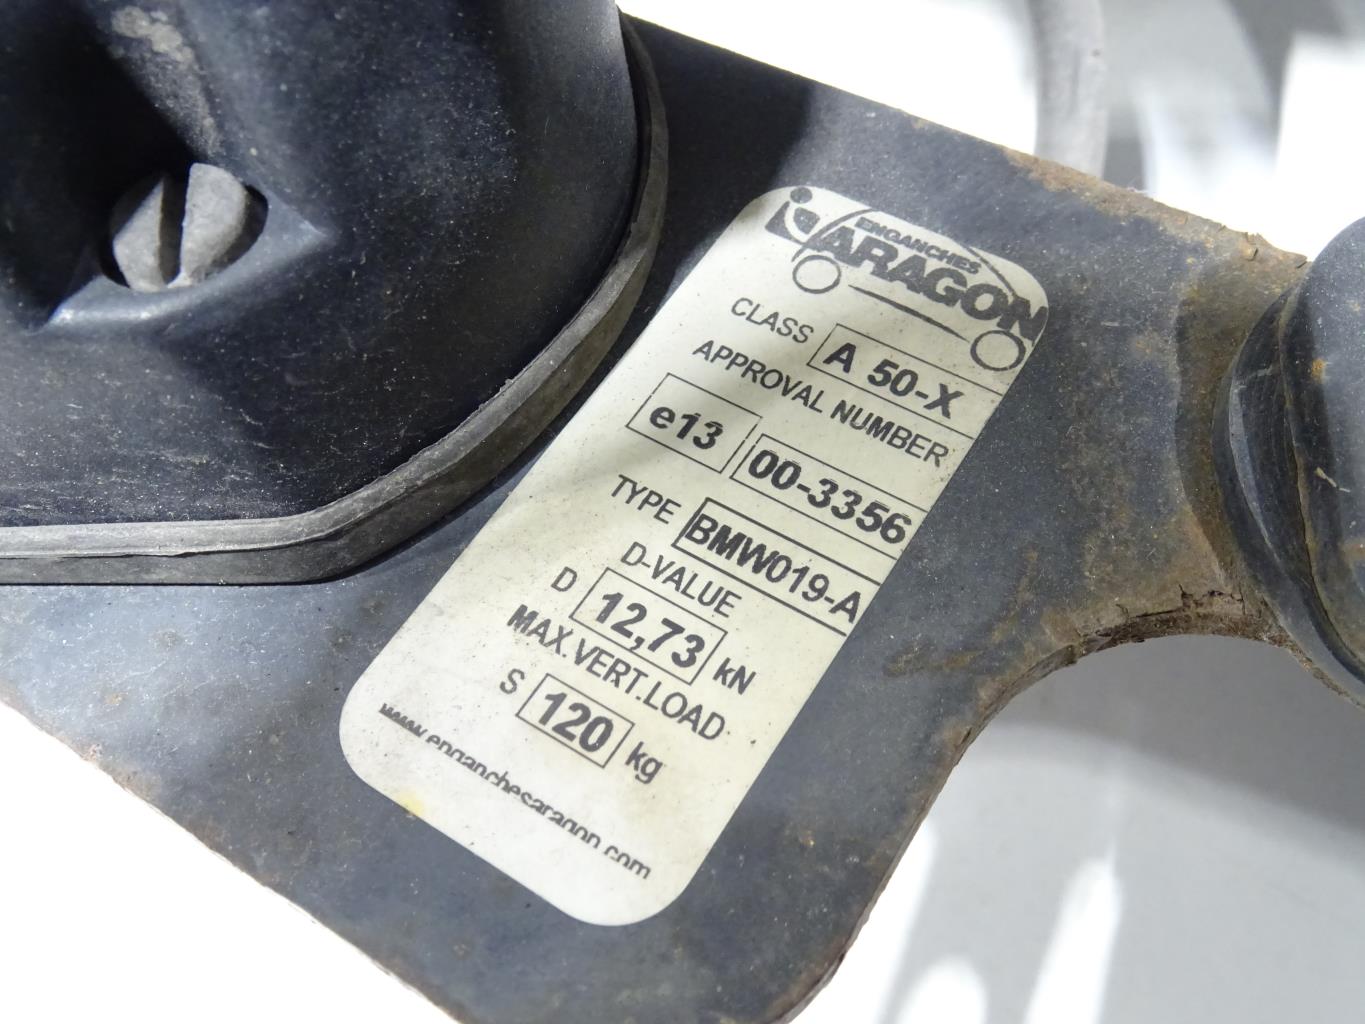 ENGANCHES
ARAGON
CLASS A 50-X
APPROVAL NUMBER
e13 00-3356
TYPE BMW019-A
D-VALUE
D 12,73 kN
MAX.VERT.LOAD
S 120 kg
www.enganchesaragon.com